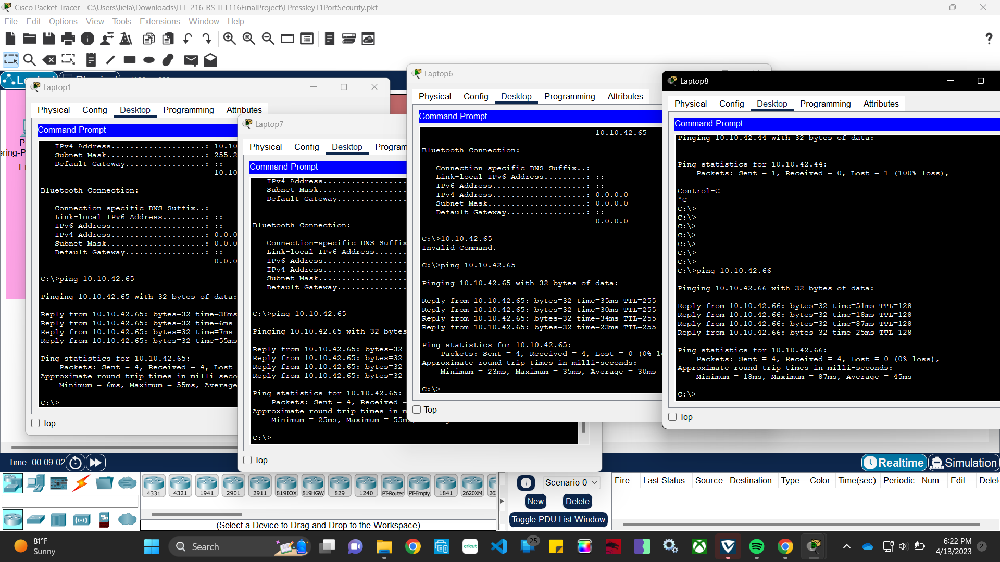 Cisco Packet Tracer - C:\Users\liela\Downloads\ITT-216-RS-ITT116FinalProject\LPressleyT1PortSecurity.pkt
File Edit Options View Tools Extensions Window Help
Laptop1
Physical Config Desktop Programming Attributes
Command Prompt
IPv4 Address....................: 10.10
Subnet Mask.....................: 255.2
Default Gateway.................: ::
10.10
Bluetooth Connection:
Connection-specific DNS Suffix..:
Link-local IPv6 Address.........: ::
IPv6 Address....................: ::
IPv4 Address....................: 0.0.0
Subnet Mask.....................: 0.0.0
Default Gateway.................: ::
0.0.0
C:\>ping 10.10.42.65
Pinging 10.10.42.65 with 32 bytes of data:
Reply from 10.10.42.65: bytes=32 time=38ms
Reply from 10.10.42.65: bytes=32 time=6ms
Reply from 10.10.42.65: bytes=32 time=7ms
Reply from 10.10.42.65: bytes=32 time=55ms
Ping statistics for 10.10.42.65:
Packets: Sent = 4, Received = 4, Lost
Approximate round trip times in milli-seco
Minimum = 6ms, Maximum = 55ms, Average
C:\>
Top
Laptop7
Physical Config Desktop Program
Command Prompt
IPv4 Address..................
Subnet Mask...................
Default Gateway...............
Bluetooth Connection:
Connection-specific DNS Suffix
Link-local IPv6 Address.......
IPv6 Address..................
IPv4 Address..................
Subnet Mask...................
Default Gateway...............
C:\>ping 10.10.42.65
Pinging 10.10.42.65 with 32 bytes
Reply from 10.10.42.65: bytes=32
Reply from 10.10.42.65: bytes=32
Reply from 10.10.42.65: bytes=32
Reply from 10.10.42.65: bytes=32
Ping statistics for 10.10.42.65:
Packets: Sent = 4, Received =
Approximate round trip times in m
Minimum = 25ms, Maximum = 55ms,
C:\>
Top
Laptop6
Physical Config Desktop Programming Attributes
Command Prompt
10.10.42.65
Bluetooth Connection:
Connection-specific DNS Suffix..:
Link-local IPv6 Address.........: ::
IPv6 Address....................: ::
IPv4 Address....................: 0.0.0.0
Subnet Mask.....................: 0.0.0.0
Default Gateway.................: ::
0.0.0.0
C:\>10.10.42.65
Invalid Command.
C:\>ping 10.10.42.65
Pinging 10.10.42.65 with 32 bytes of data:
Reply from 10.10.42.65: bytes=32 time=35ms TTL=255
Reply from 10.10.42.65: bytes=32 time=30ms TTL=255
Reply from 10.10.42.65: bytes=32 time=34ms TTL=255
Reply from 10.10.42.65: bytes=32 time=23ms TTL=255
Ping statistics for 10.10.42.65:
Packets: Sent = 4, Received = 4, Lost = 0 (0% l
Approximate round trip times in milli-seconds:
Minimum = 23ms, Maximum = 35ms, Average = 30ms
C:\>
Top
Laptop8
Physical Config Desktop Programming Attributes
Command Prompt
Pinging 10.10.42.44 with 32 bytes of data:
Ping statistics for 10.10.42.44:
Packets: Sent = 1, Received = 0, Lost = 1 (100% loss),
Control-C
^C
C:\>
C:\>
C:\>
C:\>
C:\>
C:\>
C:\>
C:\>ping 10.10.42.66
Pinging 10.10.42.66 with 32 bytes of data:
Reply from 10.10.42.66: bytes=32 time=51ms TTL=128
Reply from 10.10.42.66: bytes=32 time=18ms TTL=128
Reply from 10.10.42.66: bytes=32 time=87ms TTL=128
Reply from 10.10.42.66: bytes=32 time=25ms TTL=128
Ping statistics for 10.10.42.66:
Packets: Sent = 4, Received = 4, Lost = 0 (0% loss),
Approximate round trip times in milli-seconds:
Minimum = 18ms, Maximum = 87ms, Average = 45ms
C:\>
Top
P
ering-P
Time: 00:09:02
Realtime Simulation
4331 4321 1941 2901 2911 819IOX 819HGW 829 1240 PT-Router PT-Empty 1841 2620XM 26
(Select a Device to Drag and Drop to the Workspace)
Scenario 0
New Delete
Toggle PDU List Window
Fire Last Status Source Destination Type Color Time(sec) Periodic Num Edit Delet
81°F
Sunny
Search
cricut
25
6:22 PM
4/13/2023
2